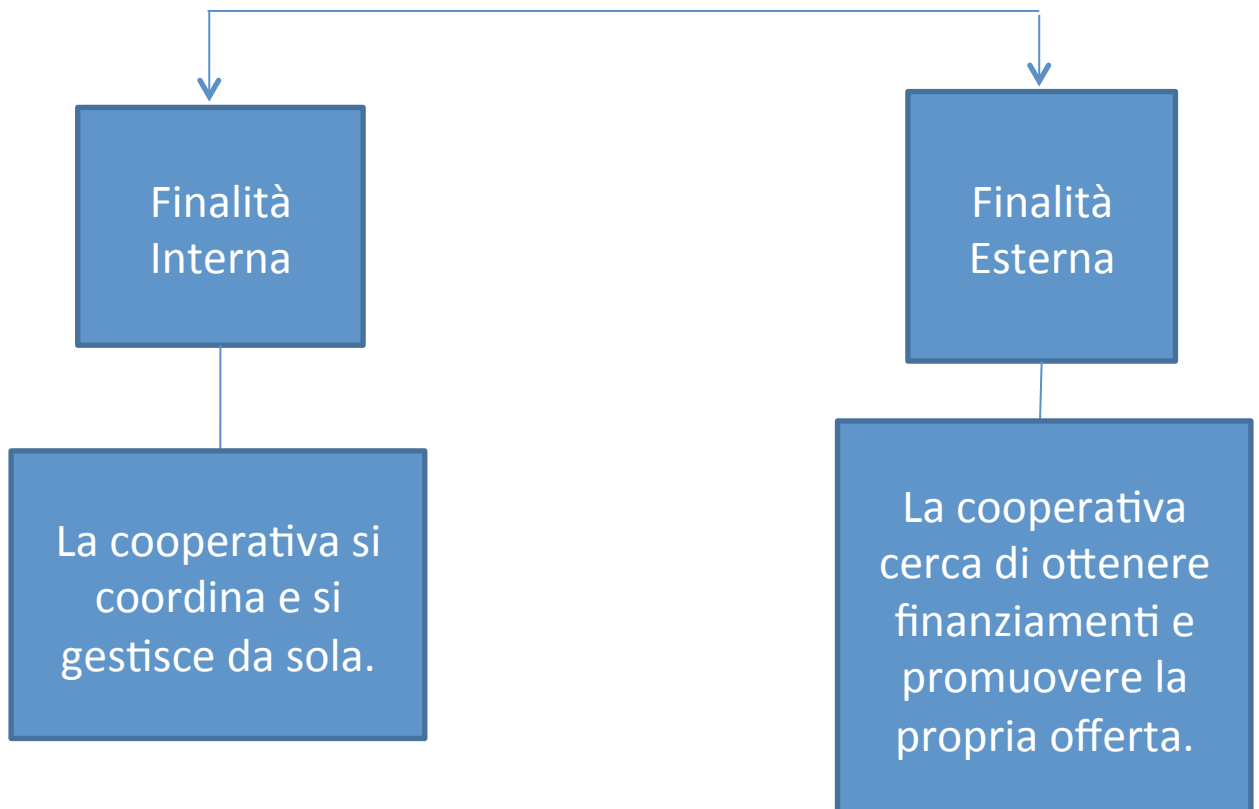 Finalità
Interna
Finalità
Esterna
La cooperativa si
coordina e si
gestisce da sola.
La cooperativa
cerca di ottenere
finanziamenti e
promuovere la
propria offerta.